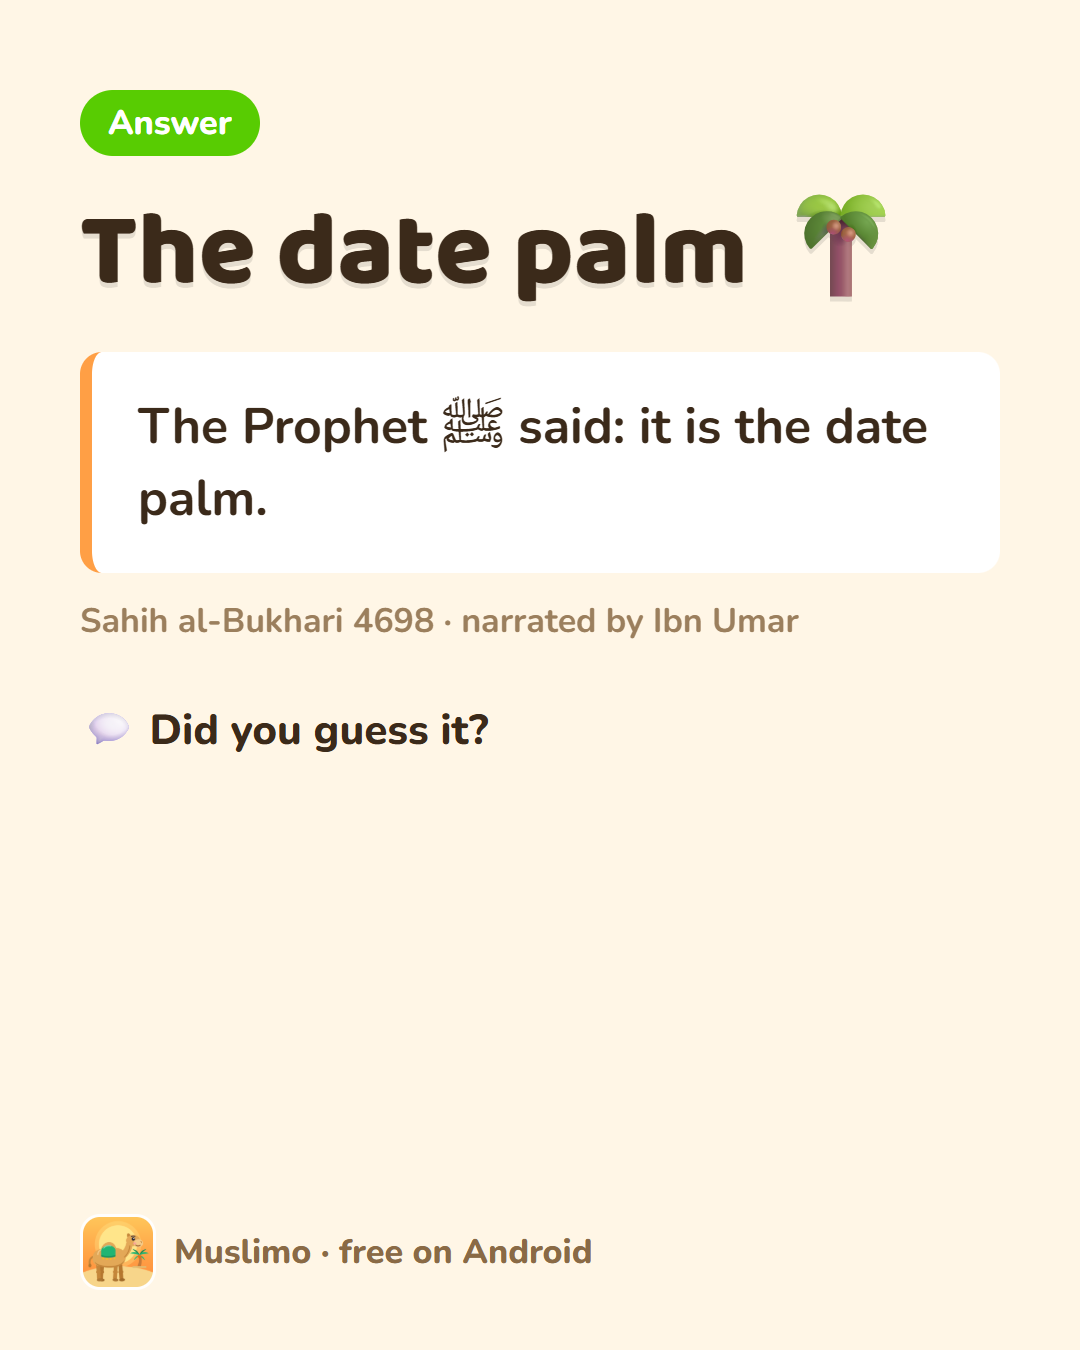 Answer
The date palm 🌴
The Prophet ﷺ said: it is the date
palm.
Sahih al-Bukhari 4698 · narrated by Ibn Umar
💬 Did you guess it?
Muslimo · free on Android